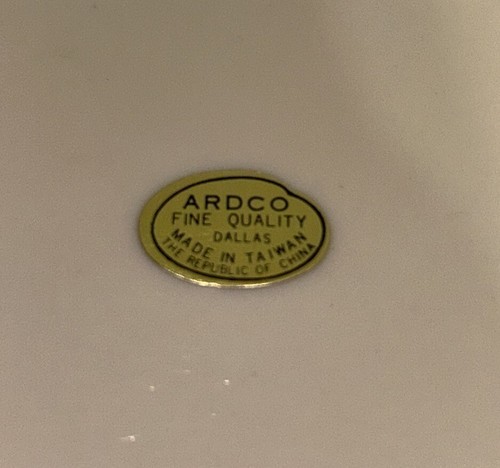 ARDCO
FINE QUALITY
DALLAS
MADE IN TAIWAN
THE REPUBLIC OF CHINA